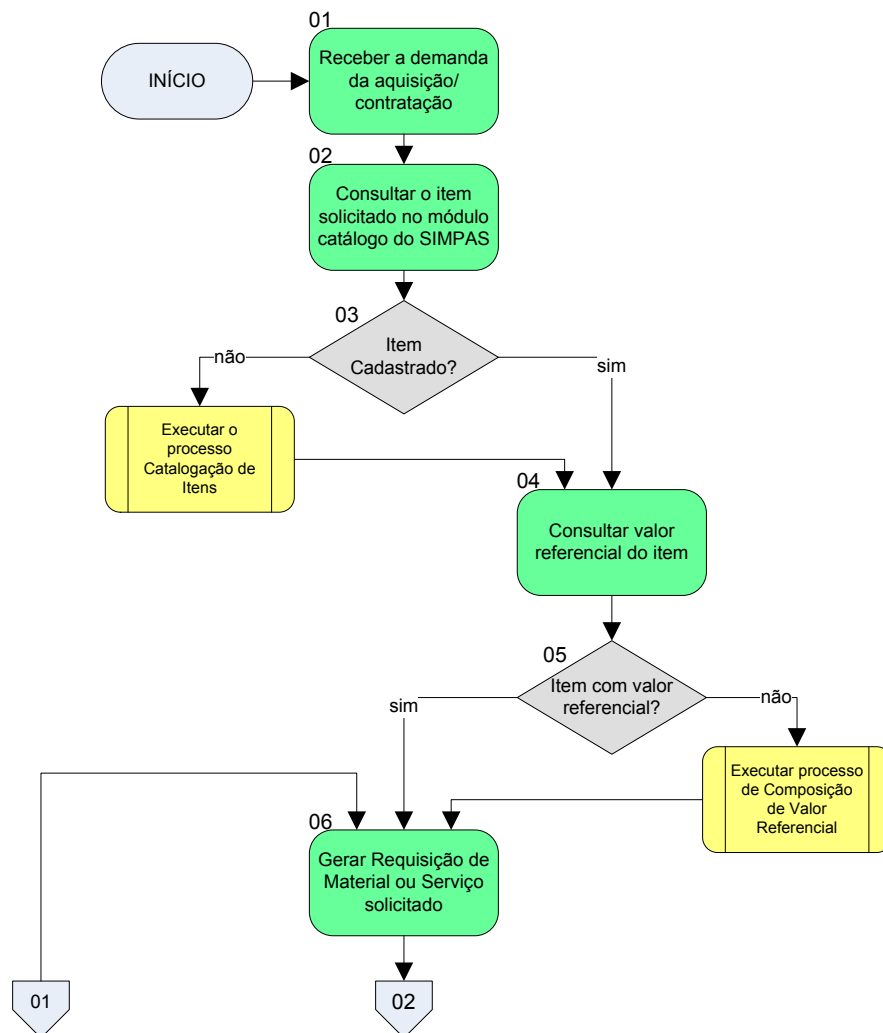 01
INÍCIO
Receber a demanda
da aquisição/
contratação
02
Consultar o item
solicitado no módulo
catálogo do SIMPAS
03
Item
Cadastrado?
não
sim
Executar o
processo
Catalogação de
Itens
04
Consultar valor
referencial do item
05
Item com valor
referencial?
sim
não
Executar processo
de Composição
de Valor
Referencial
06
Gerar Requisição de
Material ou Serviço
solicitado
01
02